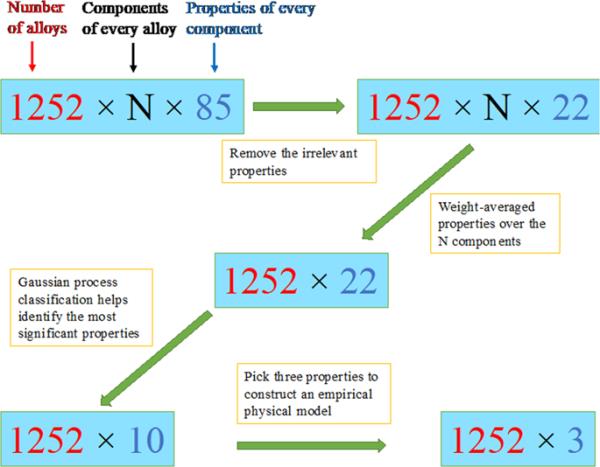 Number
of alloys
Components
of every alloy
Properties of every
component
1252 × N × 85
1252 × N × 22
Remove the irrelevant
properties
Weight-averaged
properties over the
N components
1252 × 22
Gaussian process
classification helps
identify the most
significant properties
Pick three properties to
construct an empirical
physical model
1252 × 10
1252 × 3